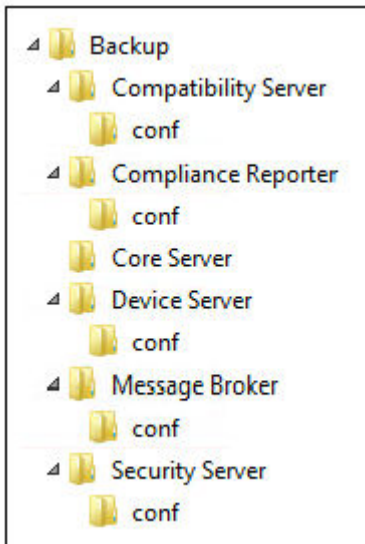 Backup
Compatibility Server
conf
Compliance Reporter
conf
Core Server
Device Server
conf
Message Broker
conf
Security Server
conf